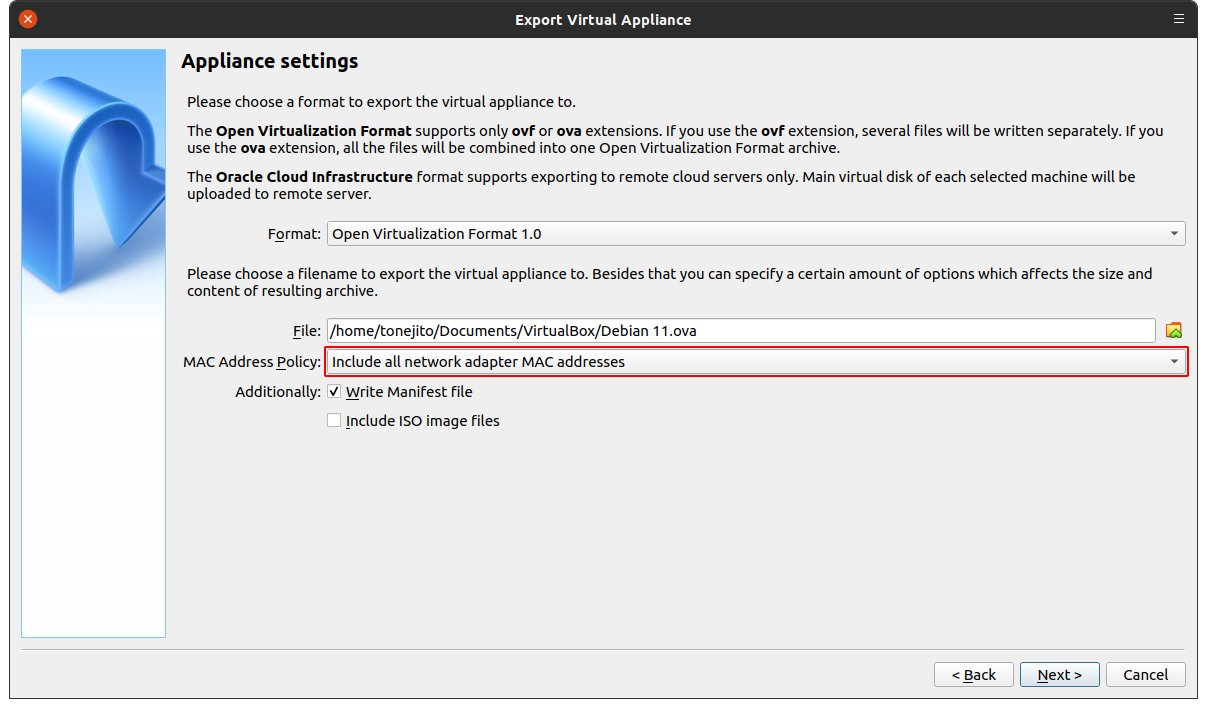 Export Virtual Appliance
Appliance settings
Please choose a format to export the virtual appliance to.
The Open Virtualization Format supports only ovf or ova extensions. If you use the ovf extension, several files will be written separately. If you
use the ova extension, all the files will be combined into one Open Virtualization Format archive.
The Oracle Cloud Infrastructure format supports exporting to remote cloud servers only. Main virtual disk of each selected machine will be
uploaded to remote server.
Format: Open Virtualization Format 1.0
Please choose a filename to export the virtual appliance to. Besides that you can specify a certain amount of options which affects the size and
content of resulting archive.
File: /home/tonejito/Documents/VirtualBox/Debian 11.ova
MAC Address Policy: Include all network adapter MAC addresses
Additionally: Write Manifest file
Include ISO image files
< Back Next > Cancel